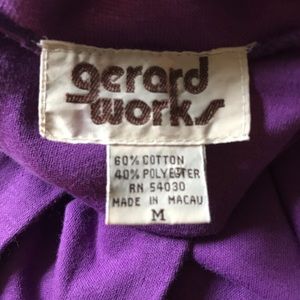 gerard
works
60% COTTON
40% POLYESTER
RN 54030
MADE IN MACAU
M